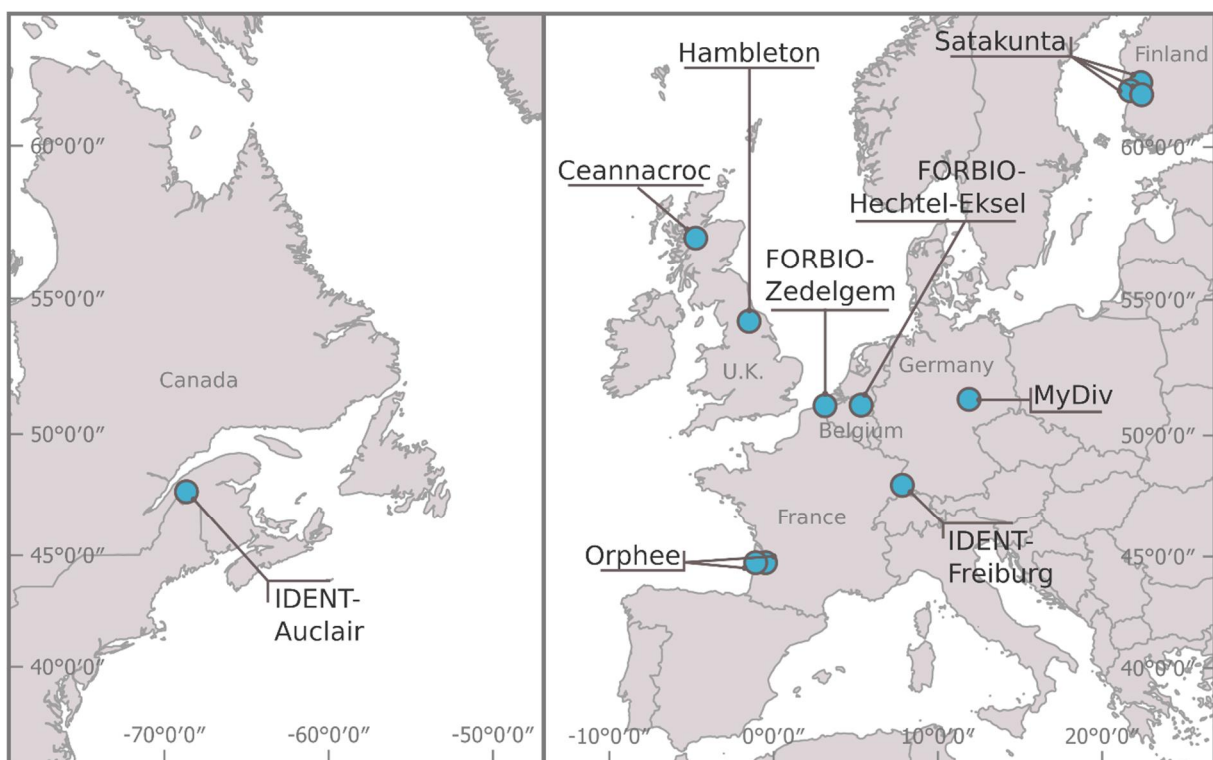 Hambleton
Satakunta
Finland
60°0'0″
60°0'0″
Ceannacroc
FORBIO-
Hechtel-Eksel
FORBIO-
Zedelgem
55°0'0″
55°0'0″
Canada
U.K.
Germany
MyDiv
50°0'0″
Belgium
50°0'0″
France
IDENT-
Freiburg
45°0'0″
Orphee
45°0'0″
IDENT-
Auclair
40°0'0″
40°0'0″
-70°0'0″
-60°0'0″
-50°0'0″
-10°0'0″
0°0'0″
10°0'0″
20°0'0″